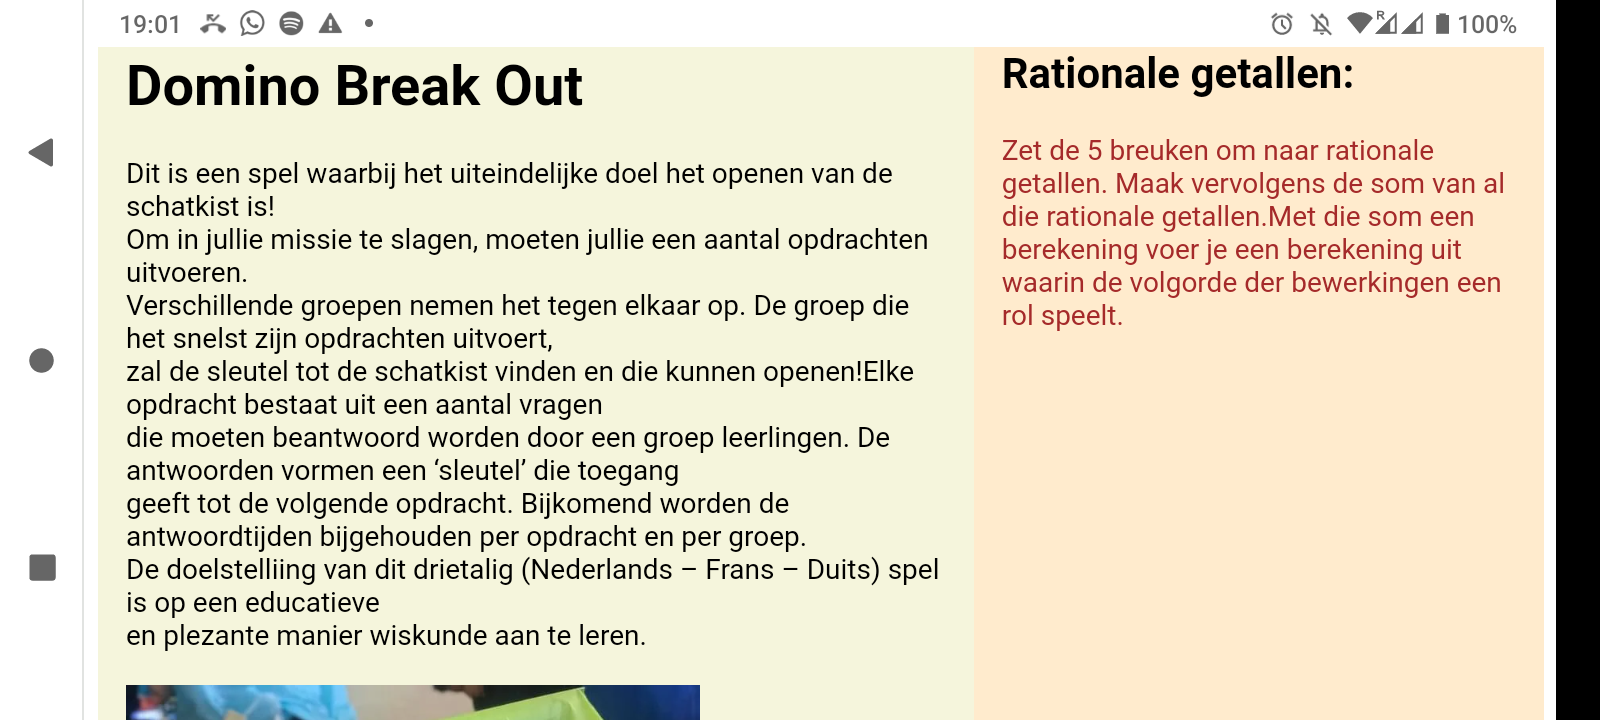 19:01
R
100%
Domino Break Out
Dit is een spel waarbij het uiteindelijke doel het openen van de
schatkist is!
Om in jullie missie te slagen, moeten jullie een aantal opdrachten
uitvoeren.
Verschillende groepen nemen het tegen elkaar op. De groep die
het snelst zijn opdrachten uitvoert,
zal de sleutel tot de schatkist vinden en die kunnen openen!Elke
opdracht bestaat uit een aantal vragen
die moeten beantwoord worden door een groep leerlingen. De
antwoorden vormen een ‘sleutel’ die toegang
geeft tot de volgende opdracht. Bijkomend worden de
antwoordtijden bijgehouden per opdracht en per groep.
De doelstelliing van dit drietalig (Nederlands – Frans – Duits) spel
is op een educatieve
en plezante manier wiskunde aan te leren.
Rationale getallen:
Zet de 5 breuken om naar rationale
getallen. Maak vervolgens de som van al
die rationale getallen.Met die som een
berekening voer je een berekening uit
waarin de volgorde der bewerkingen een
rol speelt.